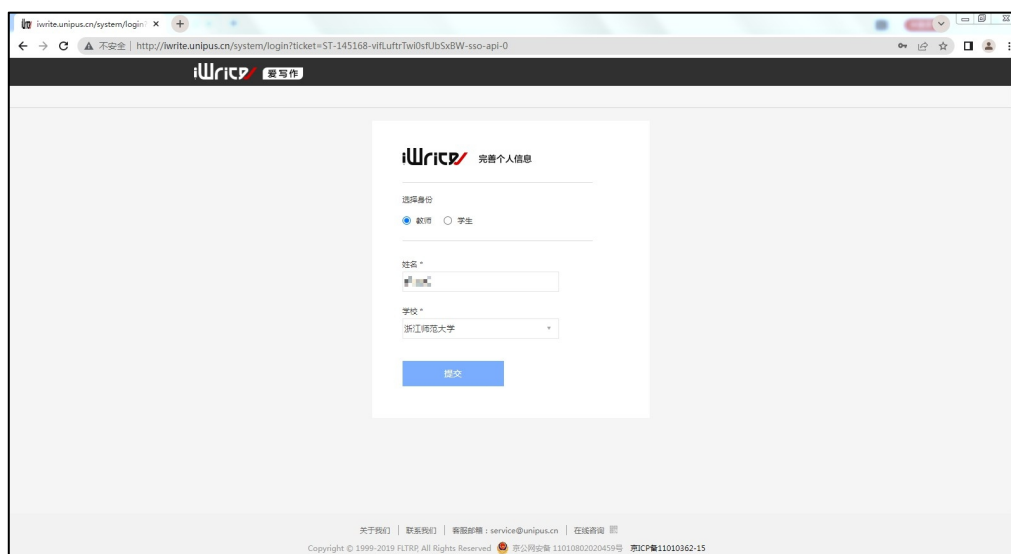 iwrite.unipus.cn/system/login?
不安全 | http://iwrite.unipus.cn/system/login?ticket=ST-145168-vifLuftrTwl0sfUbSxBW-sso-api-0
iWrite 爱写作
iWrite 完善个人信息
选择身份
教师 学生
姓名 *
学校 *
浙江师范大学
提交
关于我们 | 联系我们 | 客服邮箱：service@unipus.cn | 在线咨询
Copyright © 1999-2019 FLTRP, All Rights Reserved 京公网安备 11010802020459号 京ICP备11010362-15